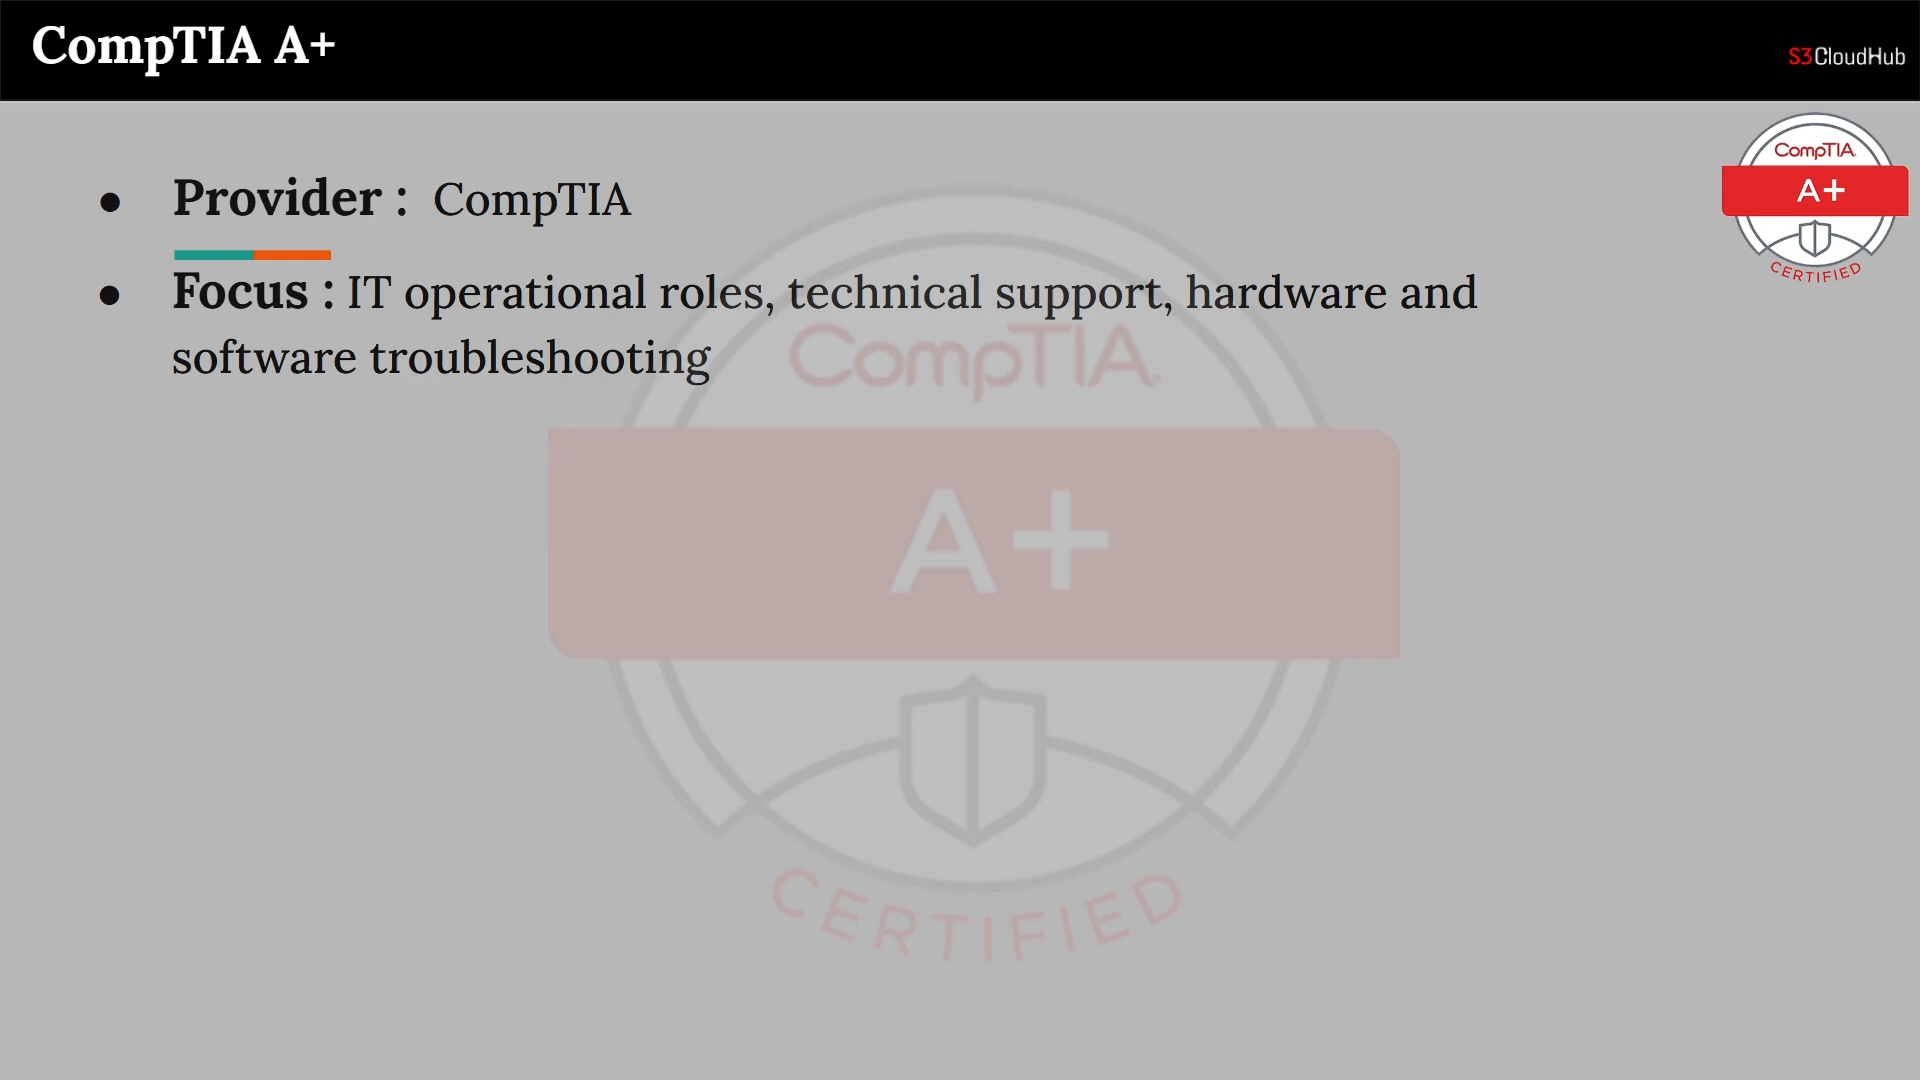 CompTIA A+
S3CloudHub
CompTIA
A+
CERTIFIED
● Provider : CompTIA
● Focus : IT operational roles, technical support, hardware and
software troubleshooting
CompTIA.
A+
CERTIFIED